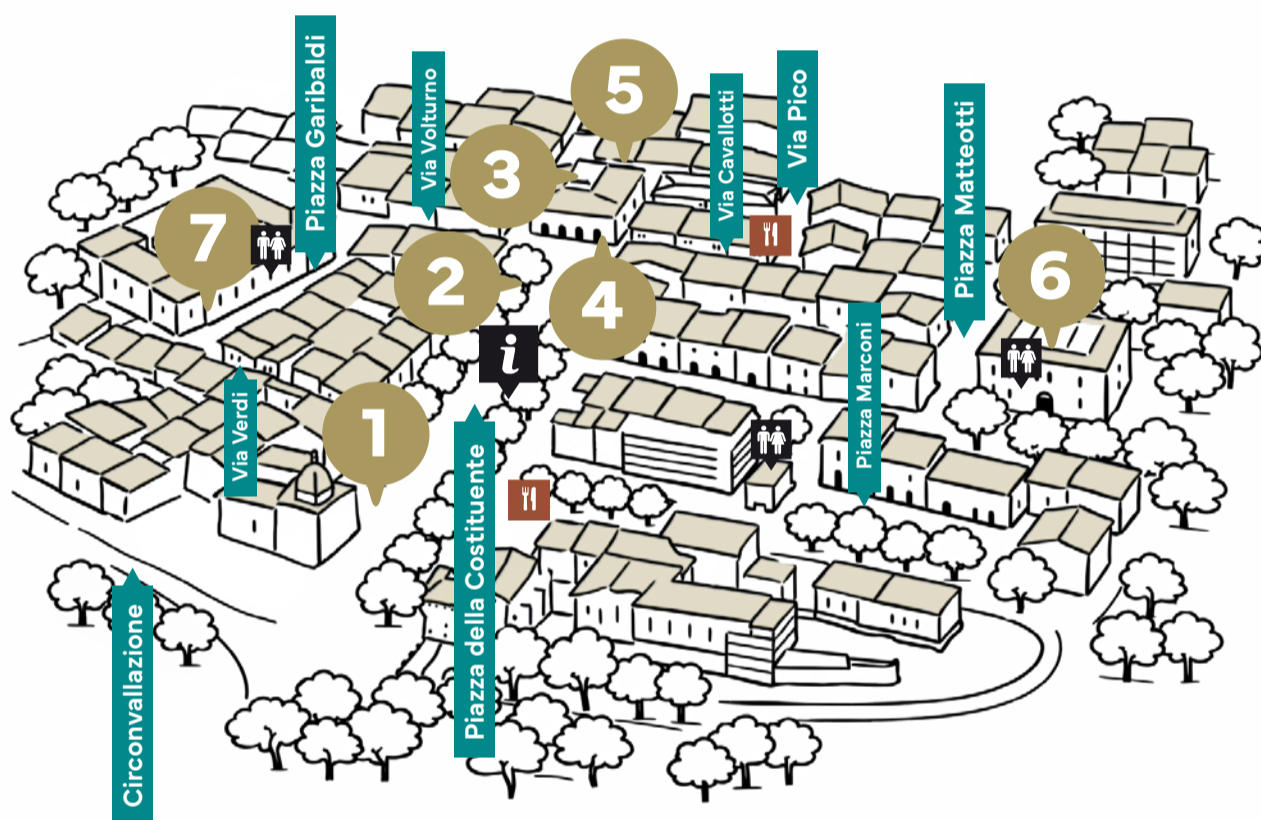 Piazza Garibaldi
Via Volturno
5
Via Cavallotti
Via Pico
Piazza Matteotti
3
7
2
4
6
i
Piazza Marconi
Via Verdi
1
Piazza della Costituente
Circonvallazione